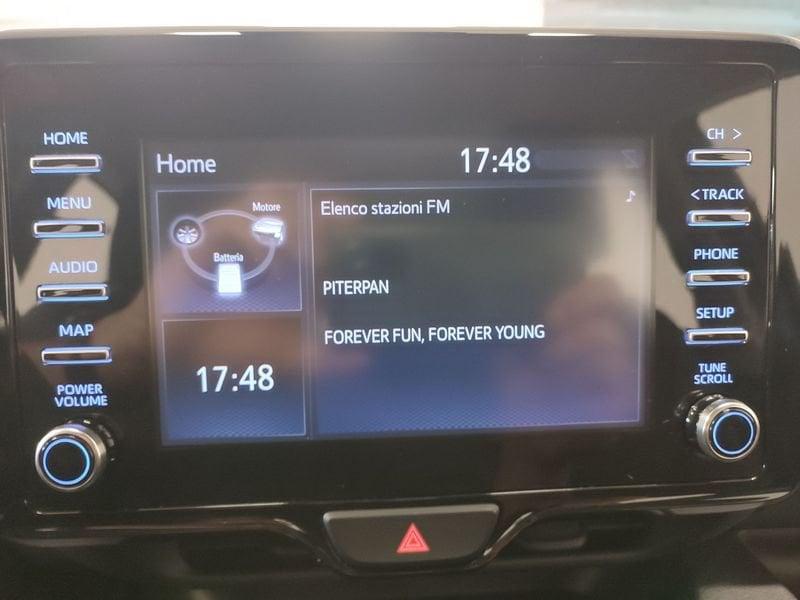 HOME
MENU
AUDIO
MAP
POWER
VOLUME
Home
17:48
Motore
Batteria
17:48
Elenco stazioni FM
PITERPAN
FOREVER FUN, FOREVER YOUNG
CH >
< TRACK
PHONE
SETUP
TUNE
SCROLL